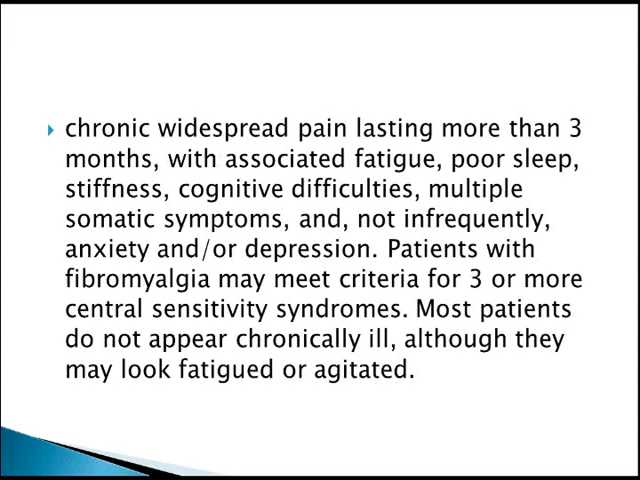 chronic widespread pain lasting more than 3
months, with associated fatigue, poor sleep,
stiffness, cognitive difficulties, multiple
somatic symptoms, and, not infrequently,
anxiety and/or depression. Patients with
fibromyalgia may meet criteria for 3 or more
central sensitivity syndromes. Most patients
do not appear chronically ill, although they
may look fatigued or agitated.